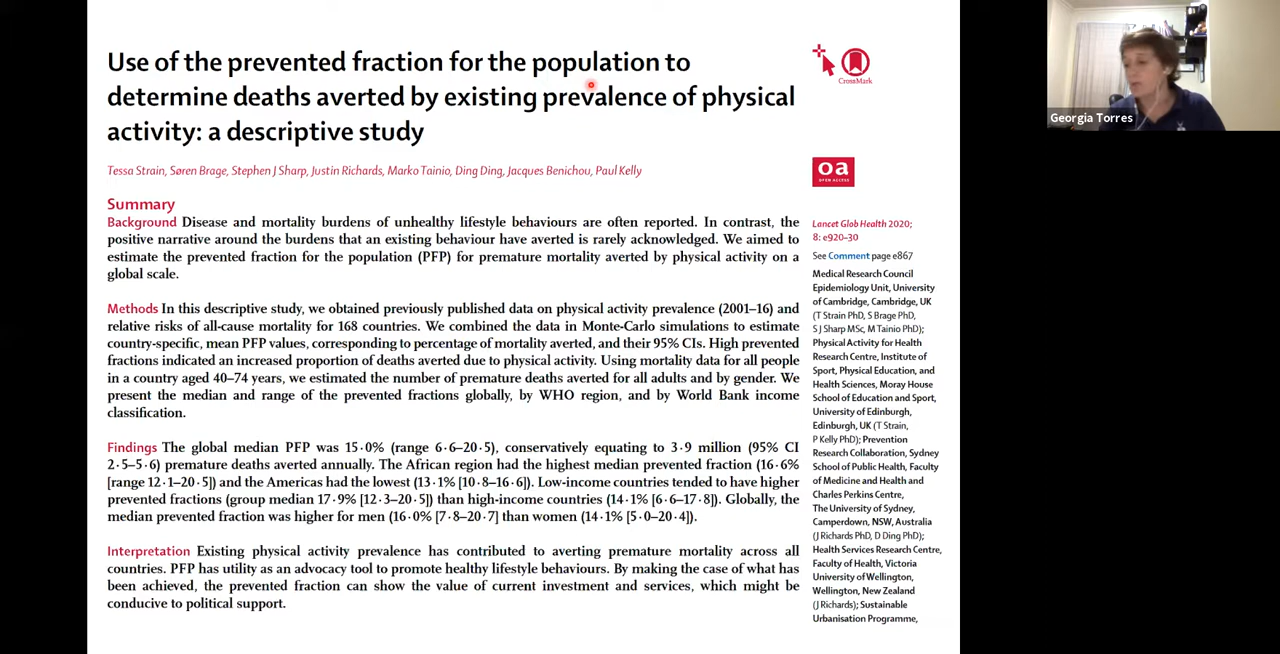 Use of the prevented fraction for the population to
determine deaths averted by existing prevalence of physical
activity: a descriptive study
Tessa Strain, Søren Brage, Stephen J Sharp, Justin Richards, Marko Tainio, Ding Ding, Jacques Benichou, Paul Kelly
Summary
Background Disease and mortality burdens of unhealthy lifestyle behaviours are often reported. In contrast, the
positive narrative around the burdens that an existing behaviour have averted is rarely acknowledged. We aimed to
estimate the prevented fraction for the population (PFP) for premature mortality averted by physical activity on a
global scale.
Methods In this descriptive study, we obtained previously published data on physical activity prevalence (2001–16) and
relative risks of all-cause mortality for 168 countries. We combined the data in Monte-Carlo simulations to estimate
country-specific, mean PFP values, corresponding to percentage of mortality averted, and their 95% CIs. High prevented
fractions indicated an increased proportion of deaths averted due to physical activity. Using mortality data for all people
in a country aged 40–74 years, we estimated the number of premature deaths averted for all adults and by gender. We
present the median and range of the prevented fractions globally, by WHO region, and by World Bank income
classification.
Findings The global median PFP was 15·0% (range 6·6–20·5), conservatively equating to 3·9 million (95% CI
2·5–5·6) premature deaths averted annually. The African region had the highest median prevented fraction (16·6%
[range 12·1–20·5]) and the Americas had the lowest (13·1% [10·8–16·6]). Low-income countries tended to have higher
prevented fractions (group median 17·9% [12·3–20·5]) than high-income countries (14·1% [6·6–17·8]). Globally, the
median prevented fraction was higher for men (16·0% [7·8–20·7] than women (14·1% [5·0–20·4]).
Interpretation Existing physical activity prevalence has contributed to averting premature mortality across all
countries. PFP has utility as an advocacy tool to promote healthy lifestyle behaviours. By making the case of what has
been achieved, the prevented fraction can show the value of current investment and services, which might be
conducive to political support.
CrossMark
oa
OPEN ACCESS
Lancet Glob Health 2020;
8: e920–30
See Comment page e867
Medical Research Council
Epidemiology Unit, University
of Cambridge, Cambridge, UK
(T Strain PhD, S Brage PhD,
S J Sharp MSc, M Tainio PhD);
Physical Activity for Health
Research Centre, Institute of
Sport, Physical Education, and
Health Sciences, Moray House
School of Education and Sport,
University of Edinburgh,
Edinburgh, UK (T Strain,
P Kelly PhD); Prevention
Research Collaboration, Sydney
School of Public Health, Faculty
of Medicine and Health and
Charles Perkins Centre,
The University of Sydney,
Camperdown, NSW, Australia
(J Richards PhD, D Ding PhD);
Health Services Research Centre,
Faculty of Health, Victoria
University of Wellington,
Wellington, New Zealand
(J Richards); Sustainable
Urbanisation Programme,
Georgia Torres